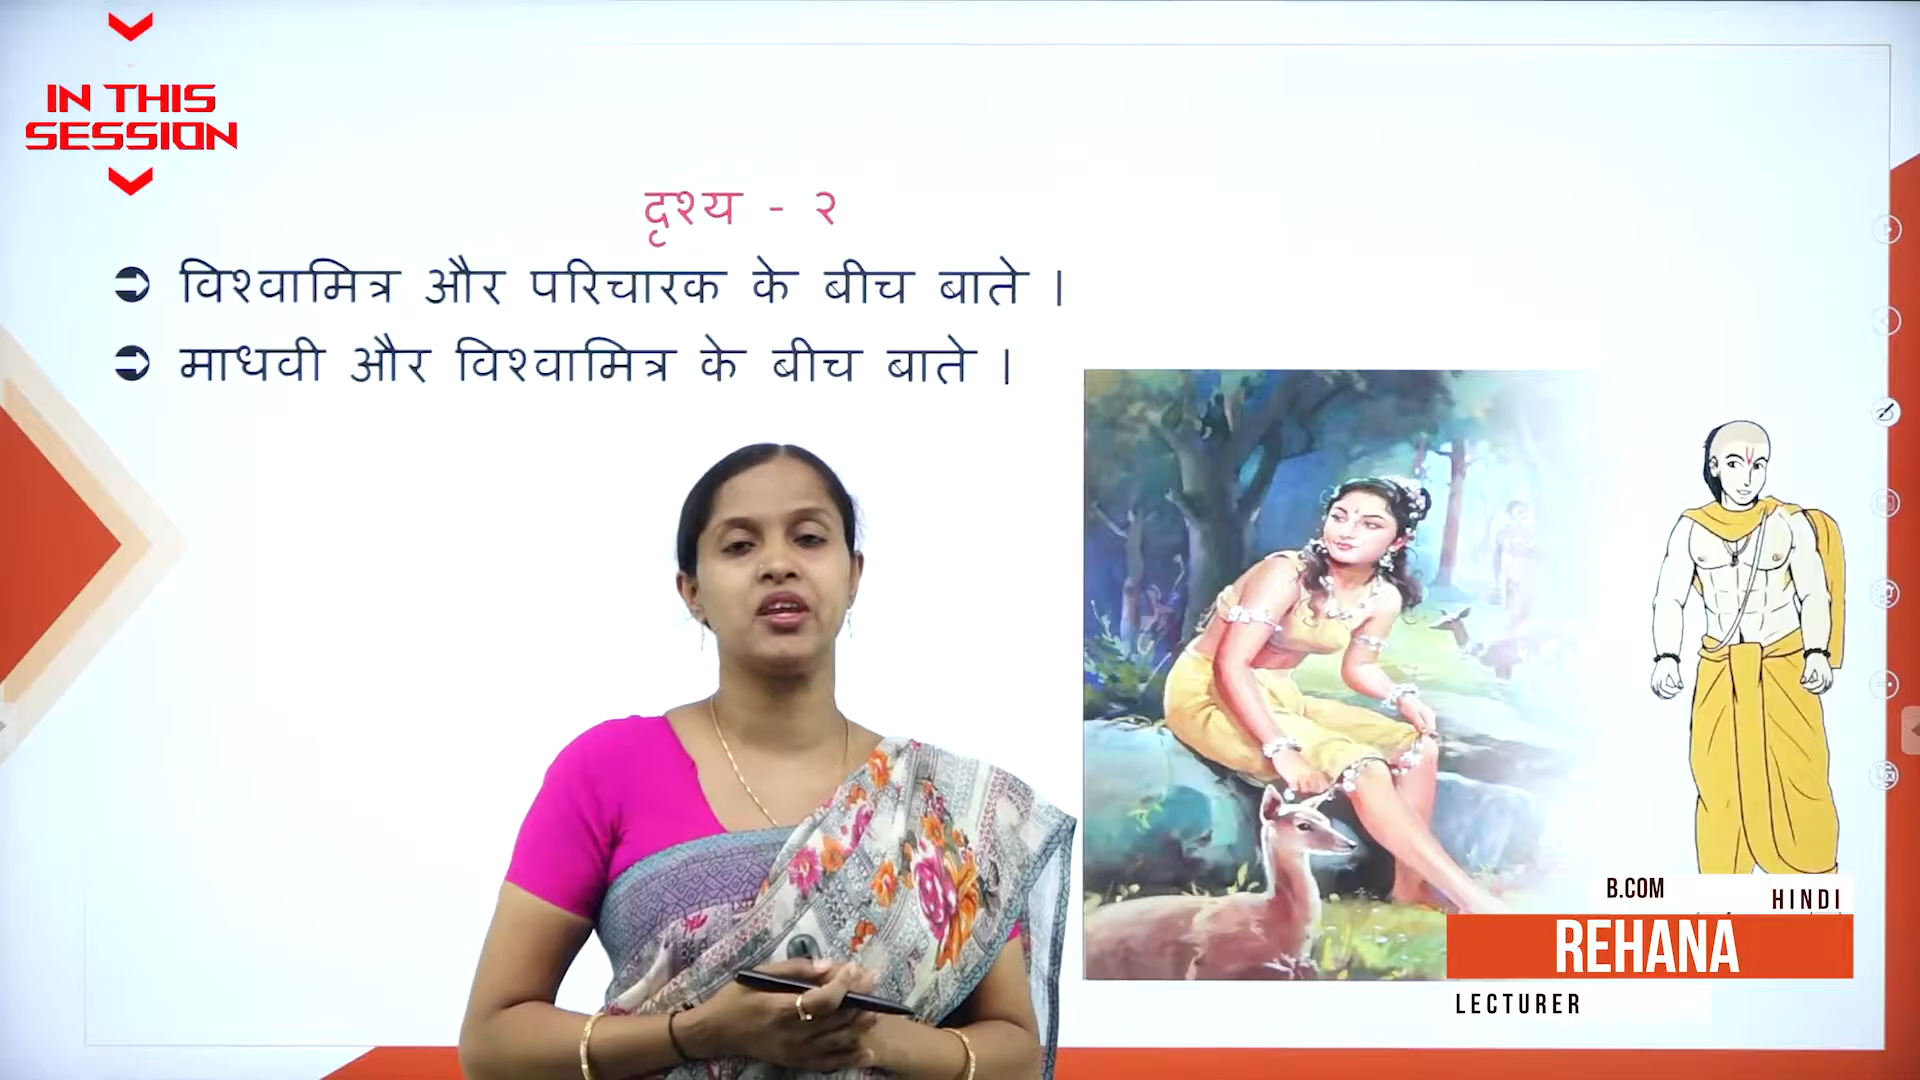 IN THIS
SESSION
दृश्य - २
विश्वामित्र और परिचारक के बीच बाते ।
माधवी और विश्वामित्र के बीच बाते ।
B.COM
HINDI
REHANA
LECTURER